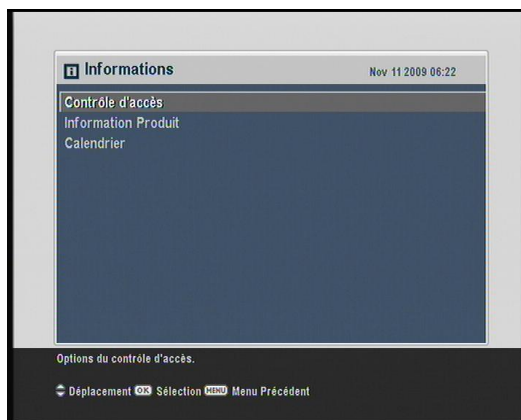 Informations
Nov 11 2009 06:22
Contrôle d'accès
Information Produit
Calendrier
Options du contrôle d'accès.
Déplacement OK Sélection MENU Menu Précédent